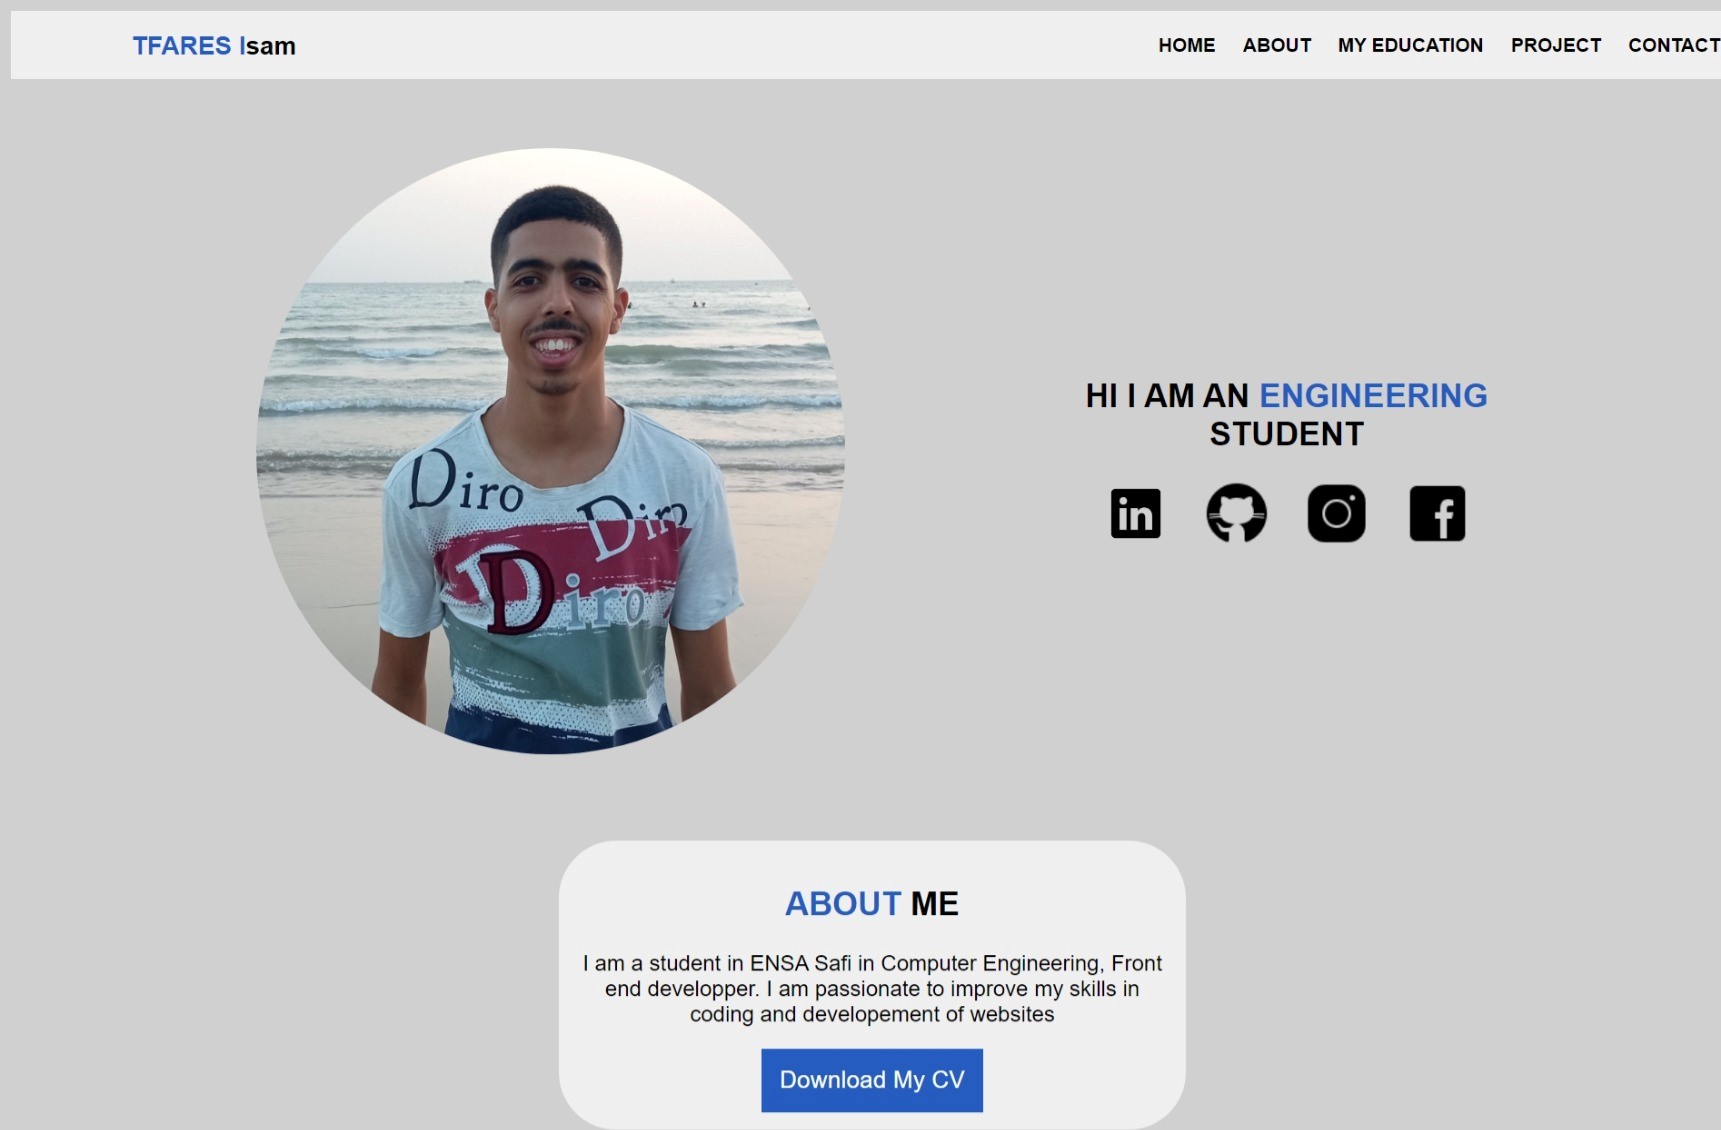 TFARES Isam
HOME ABOUT MY EDUCATION PROJECT CONTACT
HI I AM AN ENGINEERING
STUDENT
in
f
Diro
Diro
Diro
ABOUT ME
I am a student in ENSA Safi in Computer Engineering, Front
end developper. I am passionate to improve my skills in
coding and developement of websites
Download My CV